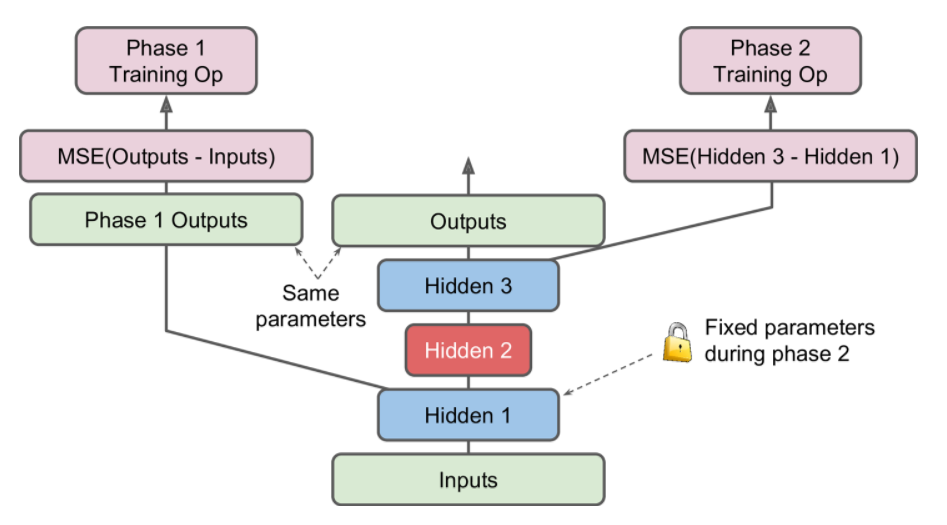 Phase 1
Training Op
Phase 2
Training Op
MSE(Outputs - Inputs)
MSE(Hidden 3 - Hidden 1)
Phase 1 Outputs
Outputs
Same
parameters
Hidden 3
Fixed parameters
during phase 2
Hidden 2
Hidden 1
Inputs